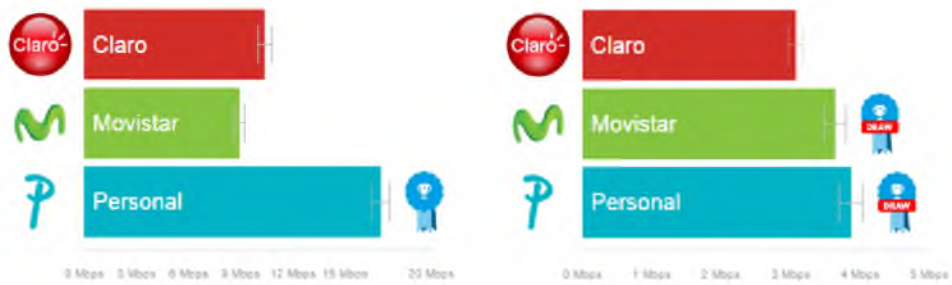 Claro-
Claro
Movistar
Personal
0 Mbps 3 Mbps 6 Mbps 9 Mbps 12 Mbps 15 Mbps 20 Mbps
Claro-
Claro
Movistar
DRAW
Personal
DRAW
0 Mbps 1 Mbps 2 Mbps 3 Mbps 4 Mbps 5 Mbps